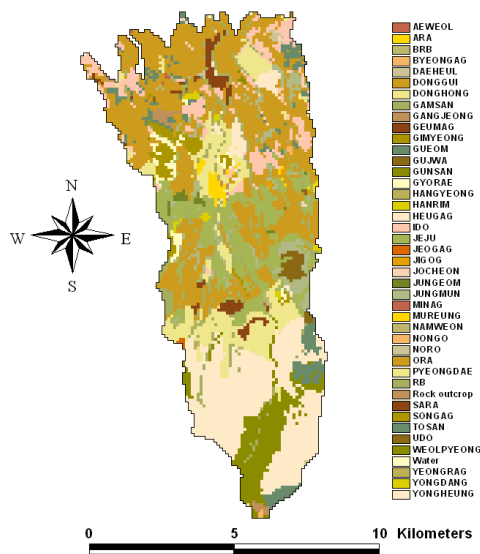 AEWEOL
ARA
BRB
BYEONGAG
DAEHEUL
DONGGUI
DONGHONG
GAMSAN
GANGJEONG
GEUMAG
GIMYEONG
GUEOM
GUJWA
GUNSAN
GYORAE
HANGYEONG
HANRIM
HEUGAG
IDO
JEJU
JEOGAG
JIGOG
JOCHEON
JUNGEOM
JUNGMUN
MINAG
MUREUNG
NAMWEON
NONGO
NORO
ORA
PYEONGDAE
RB
Rock outcrop
SARA
SONGAG
TOSAN
UDO
WEOLPYEONG
Water
YEONGRAG
YONGDANG
YONGHEUNG
N
W E
S
0 5 10 Kilometers